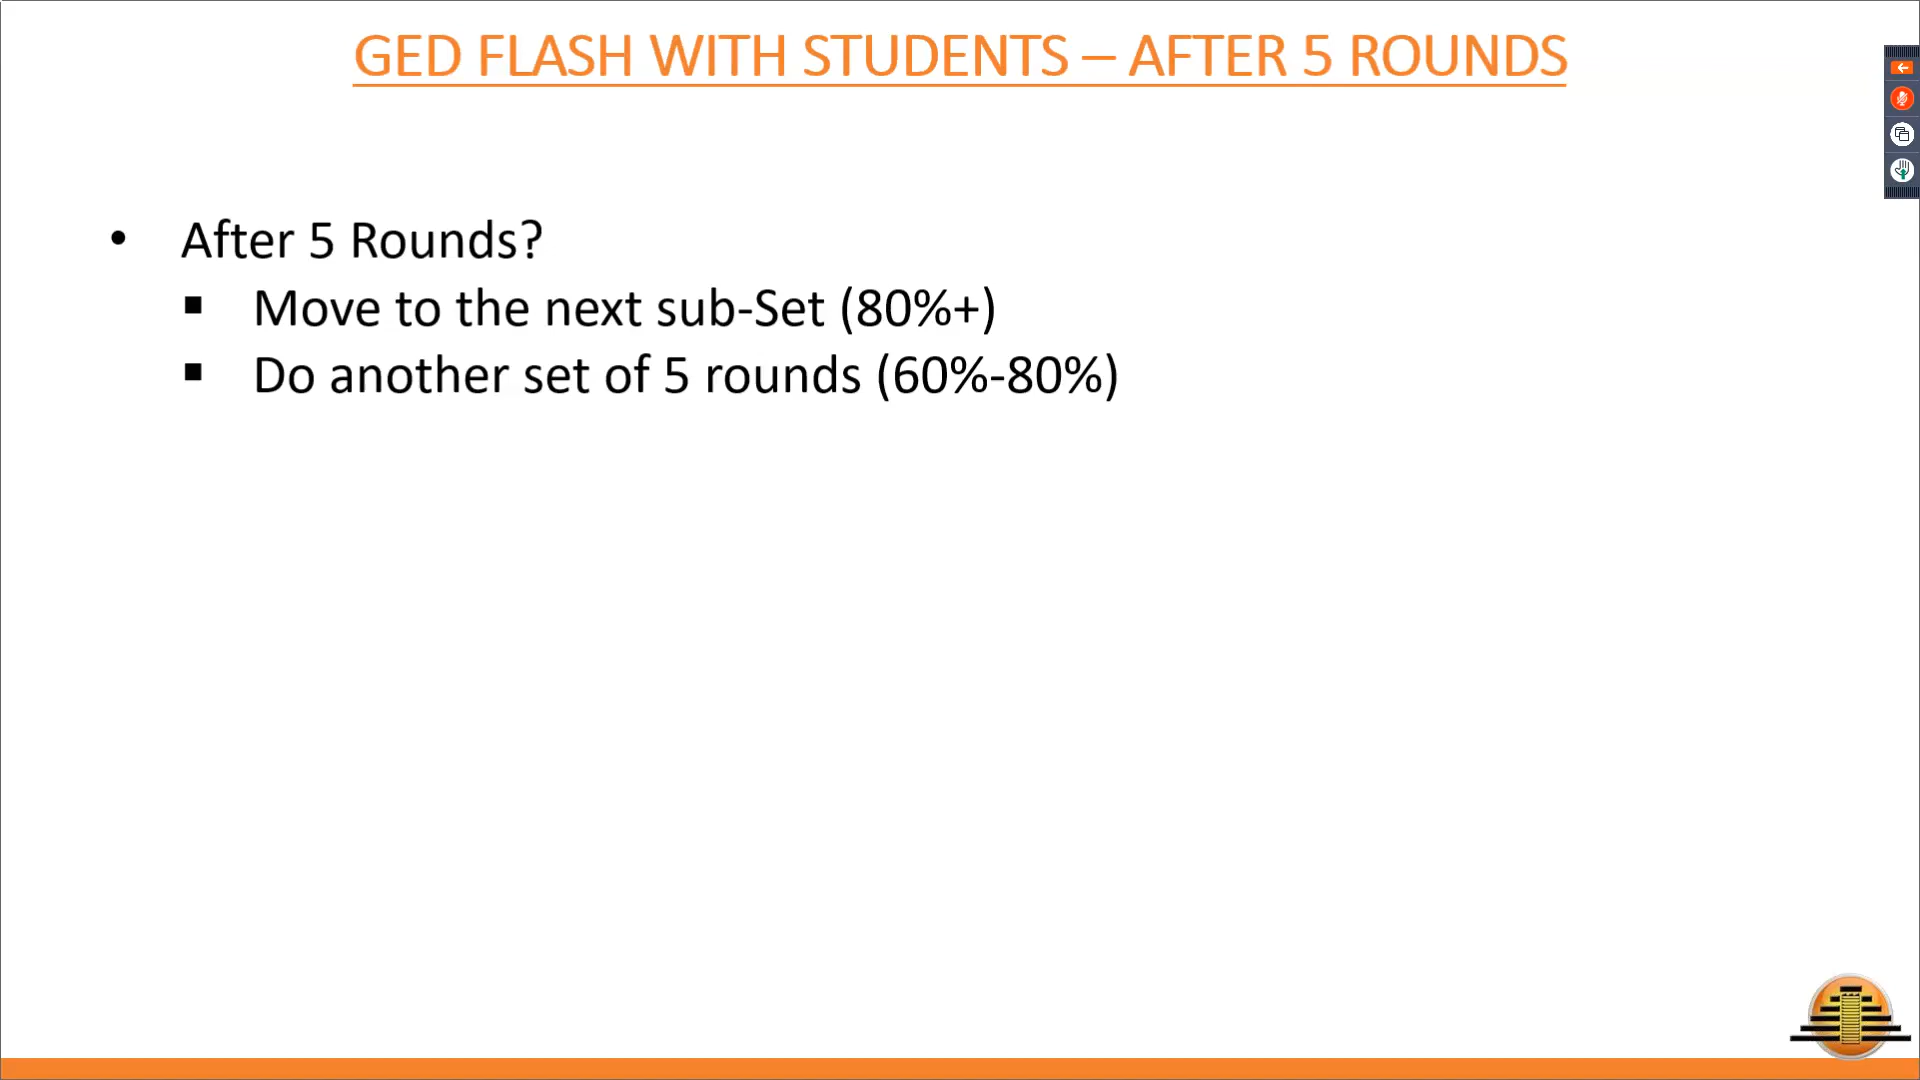 GED FLASH WITH STUDENTS – AFTER 5 ROUNDS
• After 5 Rounds?
▪ Move to the next sub-Set (80%+)
▪ Do another set of 5 rounds (60%-80%)